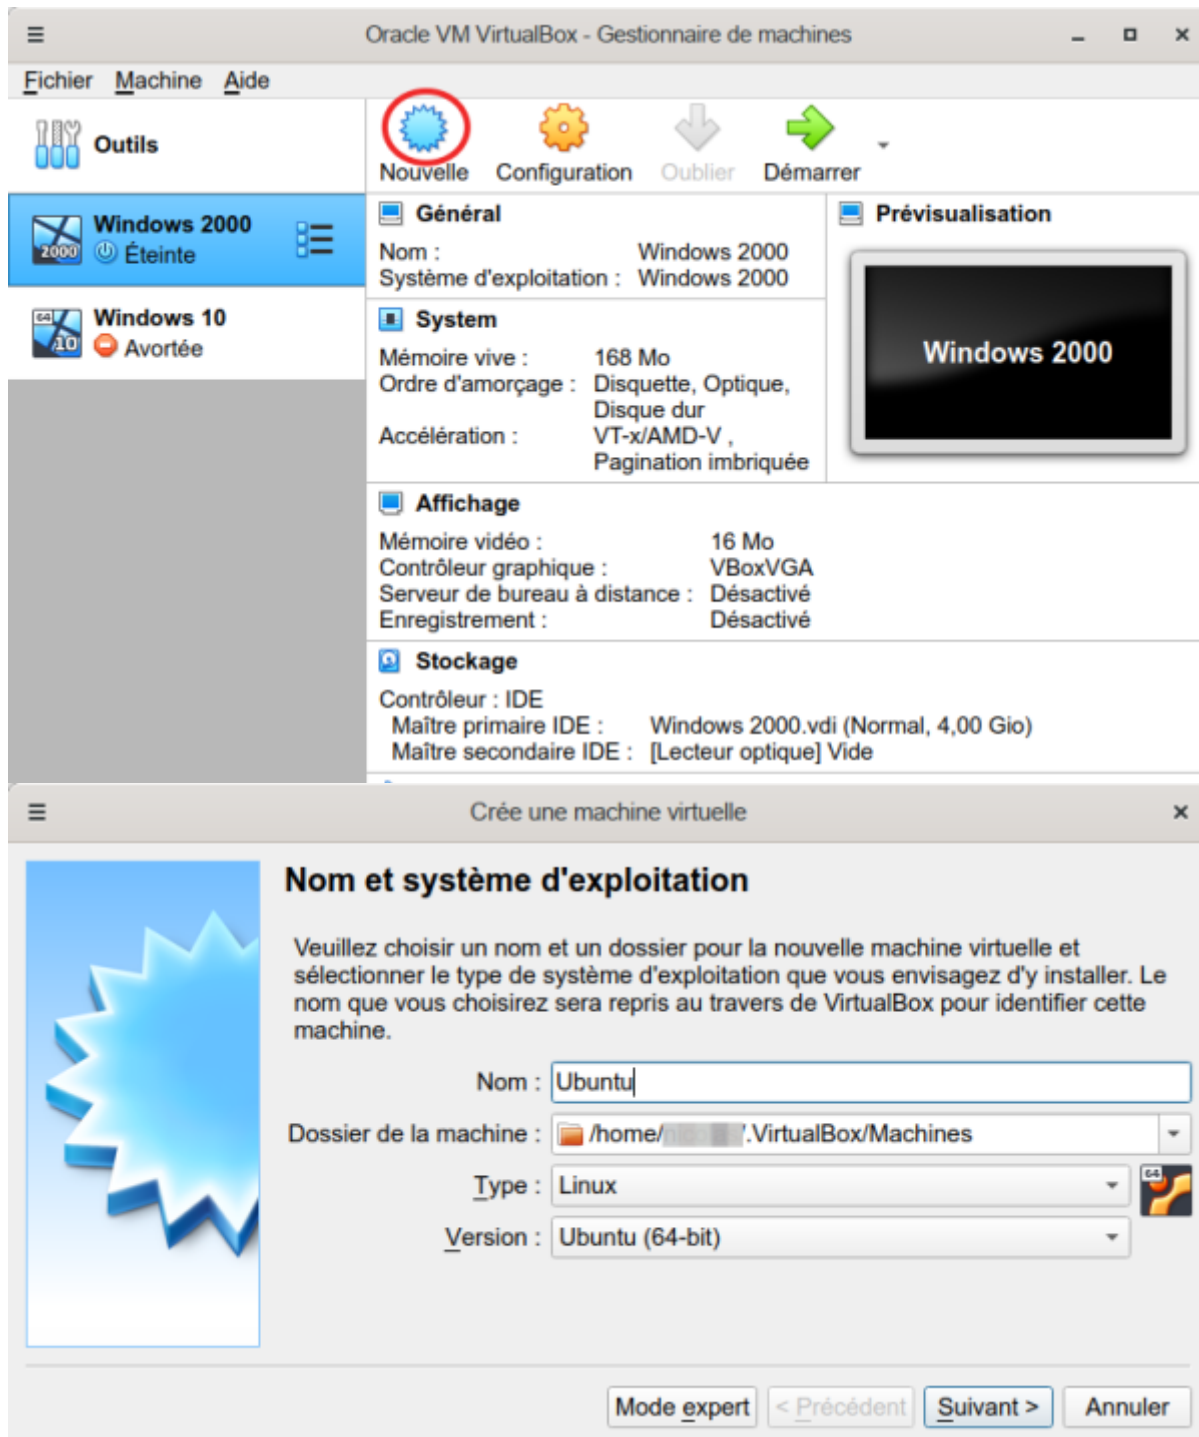 Oracle VM VirtualBox - Gestionnaire de machines
Fichier Machine Aide
Outils
Nouvelle Configuration Oublier Démarrer
Windows 2000
Éteinte
2000
Windows 10
Avortée
64
10
Général
Nom : Windows 2000
Système d'exploitation : Windows 2000
Prévisualisation
Windows 2000
System
Mémoire vive : 168 Mo
Ordre d'amorçage : Disquette, Optique,
Disque dur
Accélération : VT-x/AMD-V ,
Pagination imbriquée
Affichage
Mémoire vidéo : 16 Mo
Contrôleur graphique : VBoxVGA
Serveur de bureau à distance : Désactivé
Enregistrement : Désactivé
Stockage
Contrôleur : IDE
Maître primaire IDE : Windows 2000.vdi (Normal, 4,00 Gio)
Maître secondaire IDE : [Lecteur optique] Vide
Crée une machine virtuelle
Nom et système d'exploitation
Veuillez choisir un nom et un dossier pour la nouvelle machine virtuelle et
sélectionner le type de système d'exploitation que vous envisagez d'y installer. Le
nom que vous choisirez sera repris au travers de VirtualBox pour identifier cette
machine.
Nom : Ubuntu
Dossier de la machine : /home/ .VirtualBox/Machines
Type : Linux
64
Version : Ubuntu (64-bit)
Mode expert < Précédent Suivant > Annuler